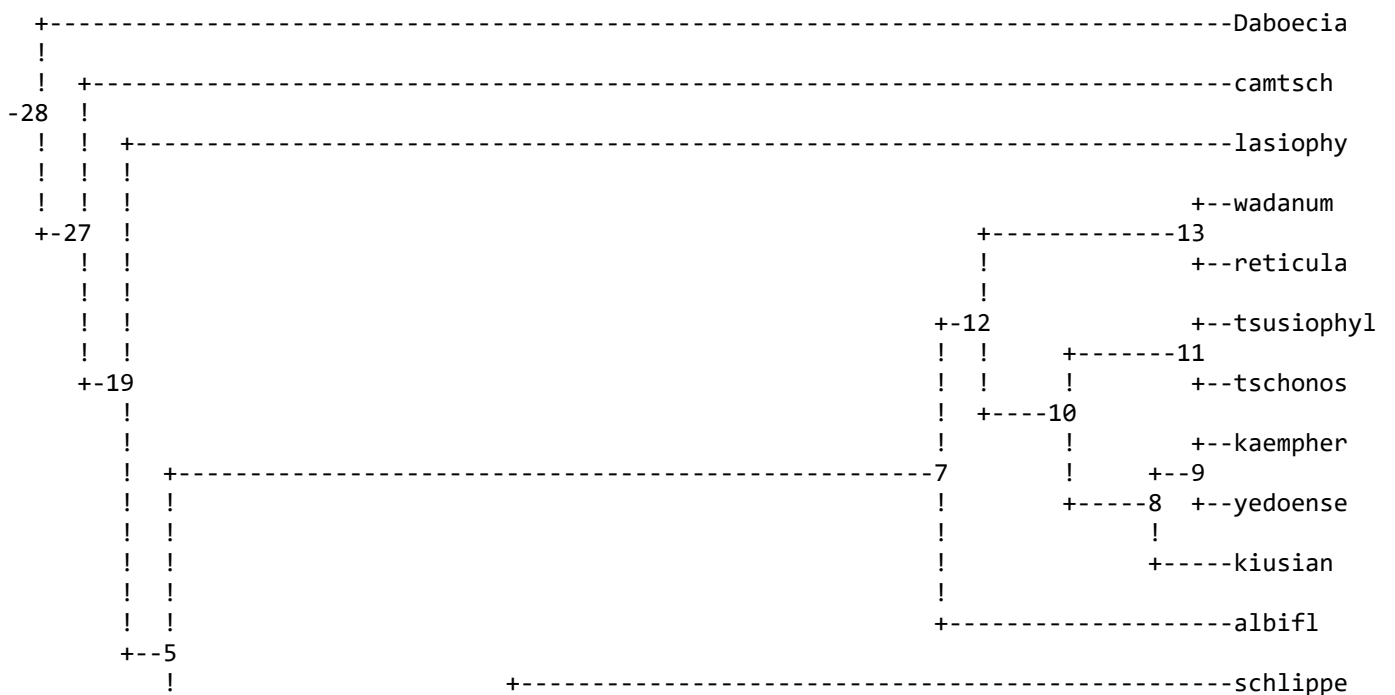 Daboecia
camtsch
-28
lasiophy
wadanum
27 13
reticula
12 tsusiophyl
11
19 tschonos
10
kaempher
7 9
8 yedoense
kiusian
albifl
5
schlippe